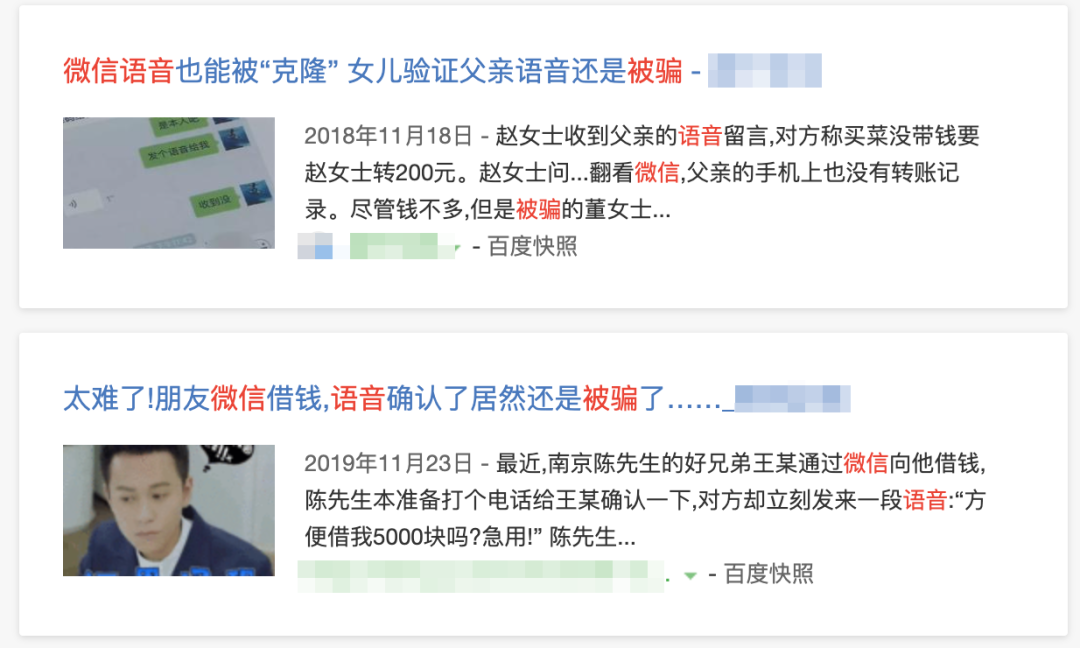 微信语音也能被“克隆” 女儿验证父亲语音还是被骗 -
发个语音给我
收到没
2018年11月18日 - 赵女士收到父亲的语音留言,对方称买菜没带钱要
赵女士转200元。赵女士问...翻看微信,父亲的手机上也没有转账记
录。尽管钱不多,但是被骗的董女士...
- 百度快照
太难了!朋友微信借钱,语音确认了居然还是被骗了……_
2019年11月23日 - 最近,南京陈先生的好兄弟王某通过微信向他借钱,
陈先生本准备打个电话给王某确认一下,对方却立刻发来一段语音:“方
便借我5000块吗?急用!” 陈先生...
- 百度快照